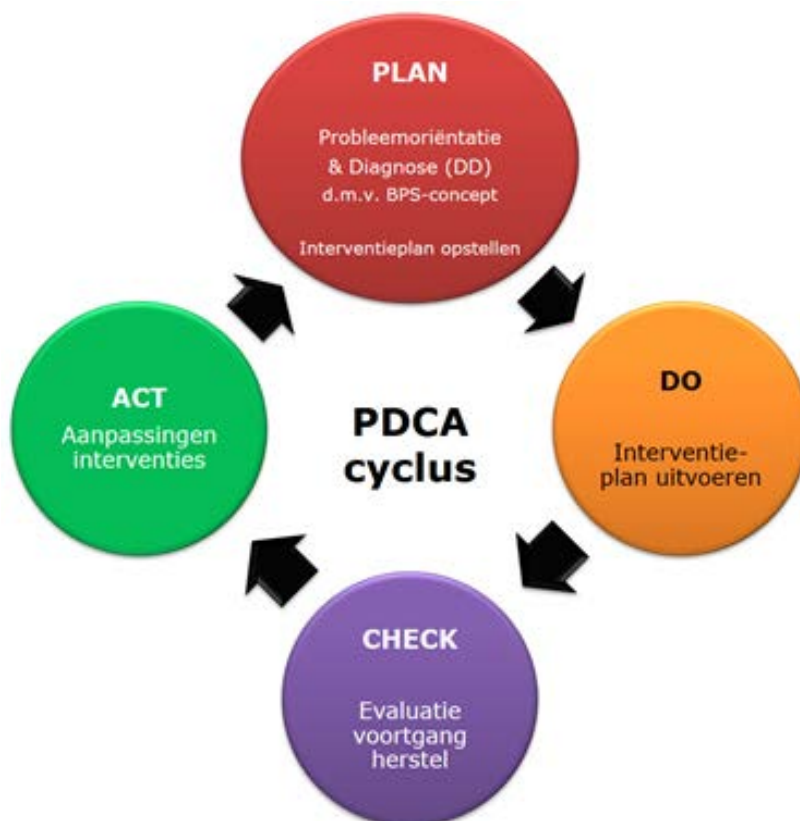 PLAN
Probleemoriëntatie
& Diagnose (DD)
d.m.v. BPS-concept
Interventieplan opstellen
DO
Interventie-
plan uitvoeren
CHECK
Evaluatie
voortgang
herstel
ACT
Aanpassingen
interventies
PDCA
cyclus